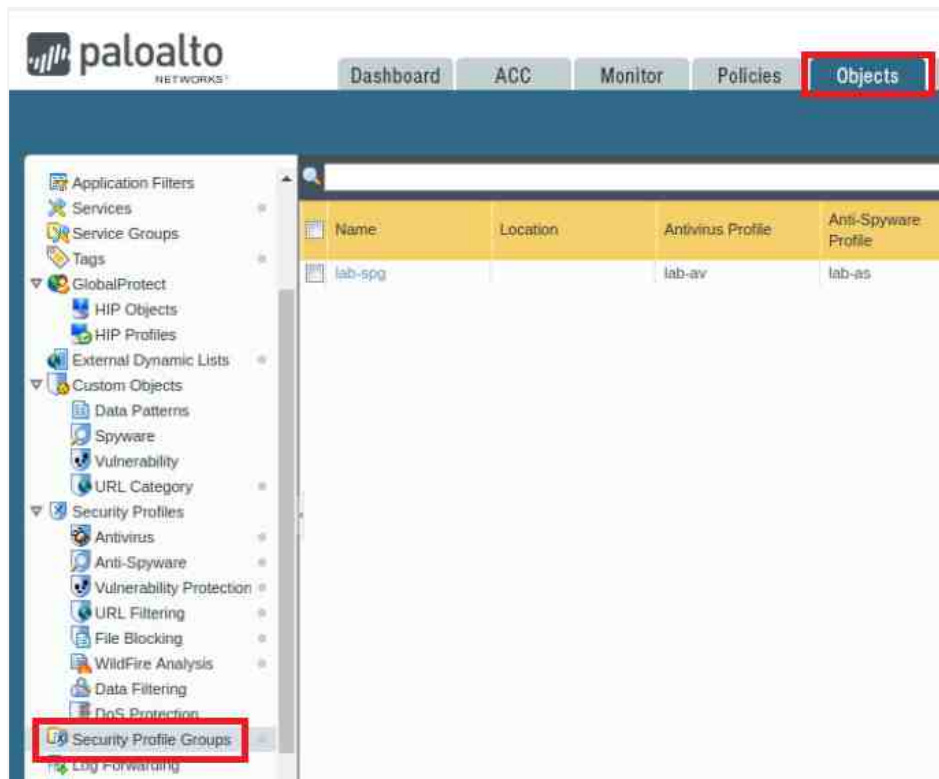 paloalto
NETWORKS®
Dashboard
ACC
Monitor
Policies
Objects
Application Filters
Services
Service Groups
Tags
GlobalProtect
HIP Objects
HIP Profiles
External Dynamic Lists
Custom Objects
Data Patterns
Spyware
Vulnerability
URL Category
Security Profiles
Antivirus
Anti-Spyware
Vulnerability Protection
URL Filtering
File Blocking
WildFire Analysis
Data Filtering
DoS Protection
Security Profile Groups
Log Forwarding
Name
Location
Antivirus Profile
Anti-Spyware
Profile
lab-spg
lab-av
lab-as